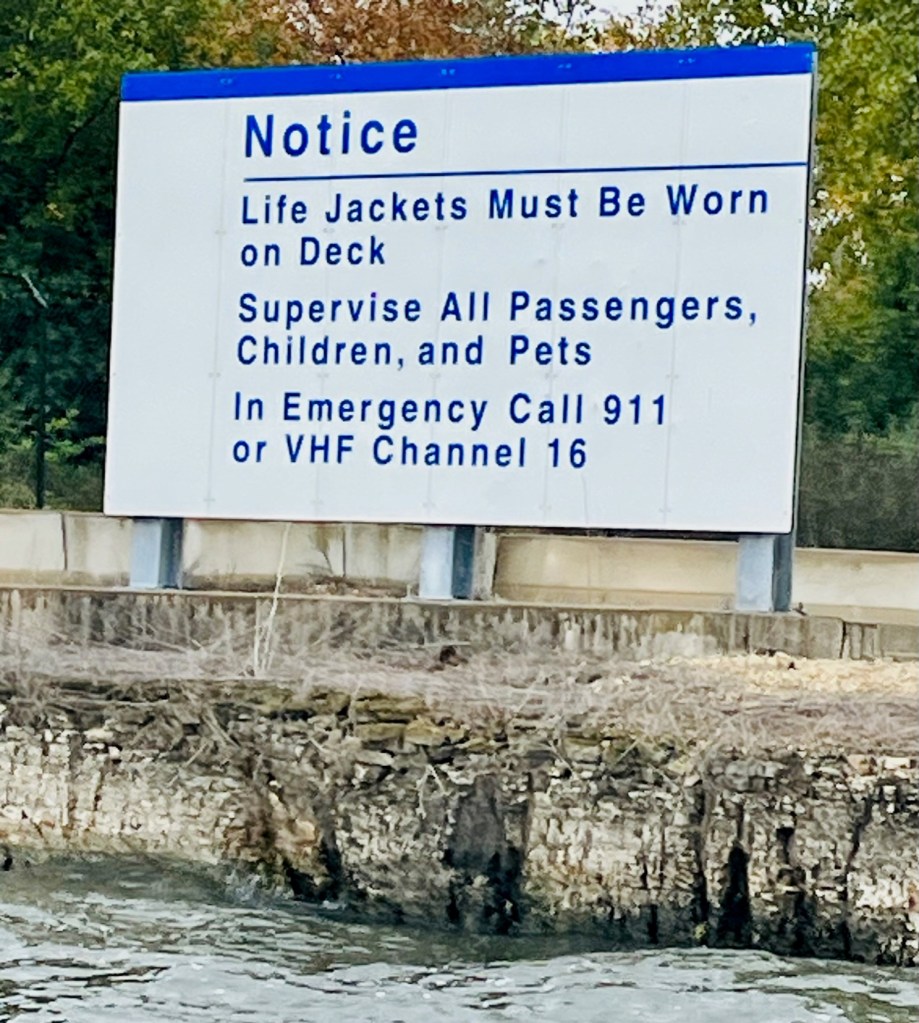 Notice
Life Jackets Must Be Worn
on Deck
Supervise All Passengers,
Children, and Pets
In Emergency Call 911
or VHF Channel 16